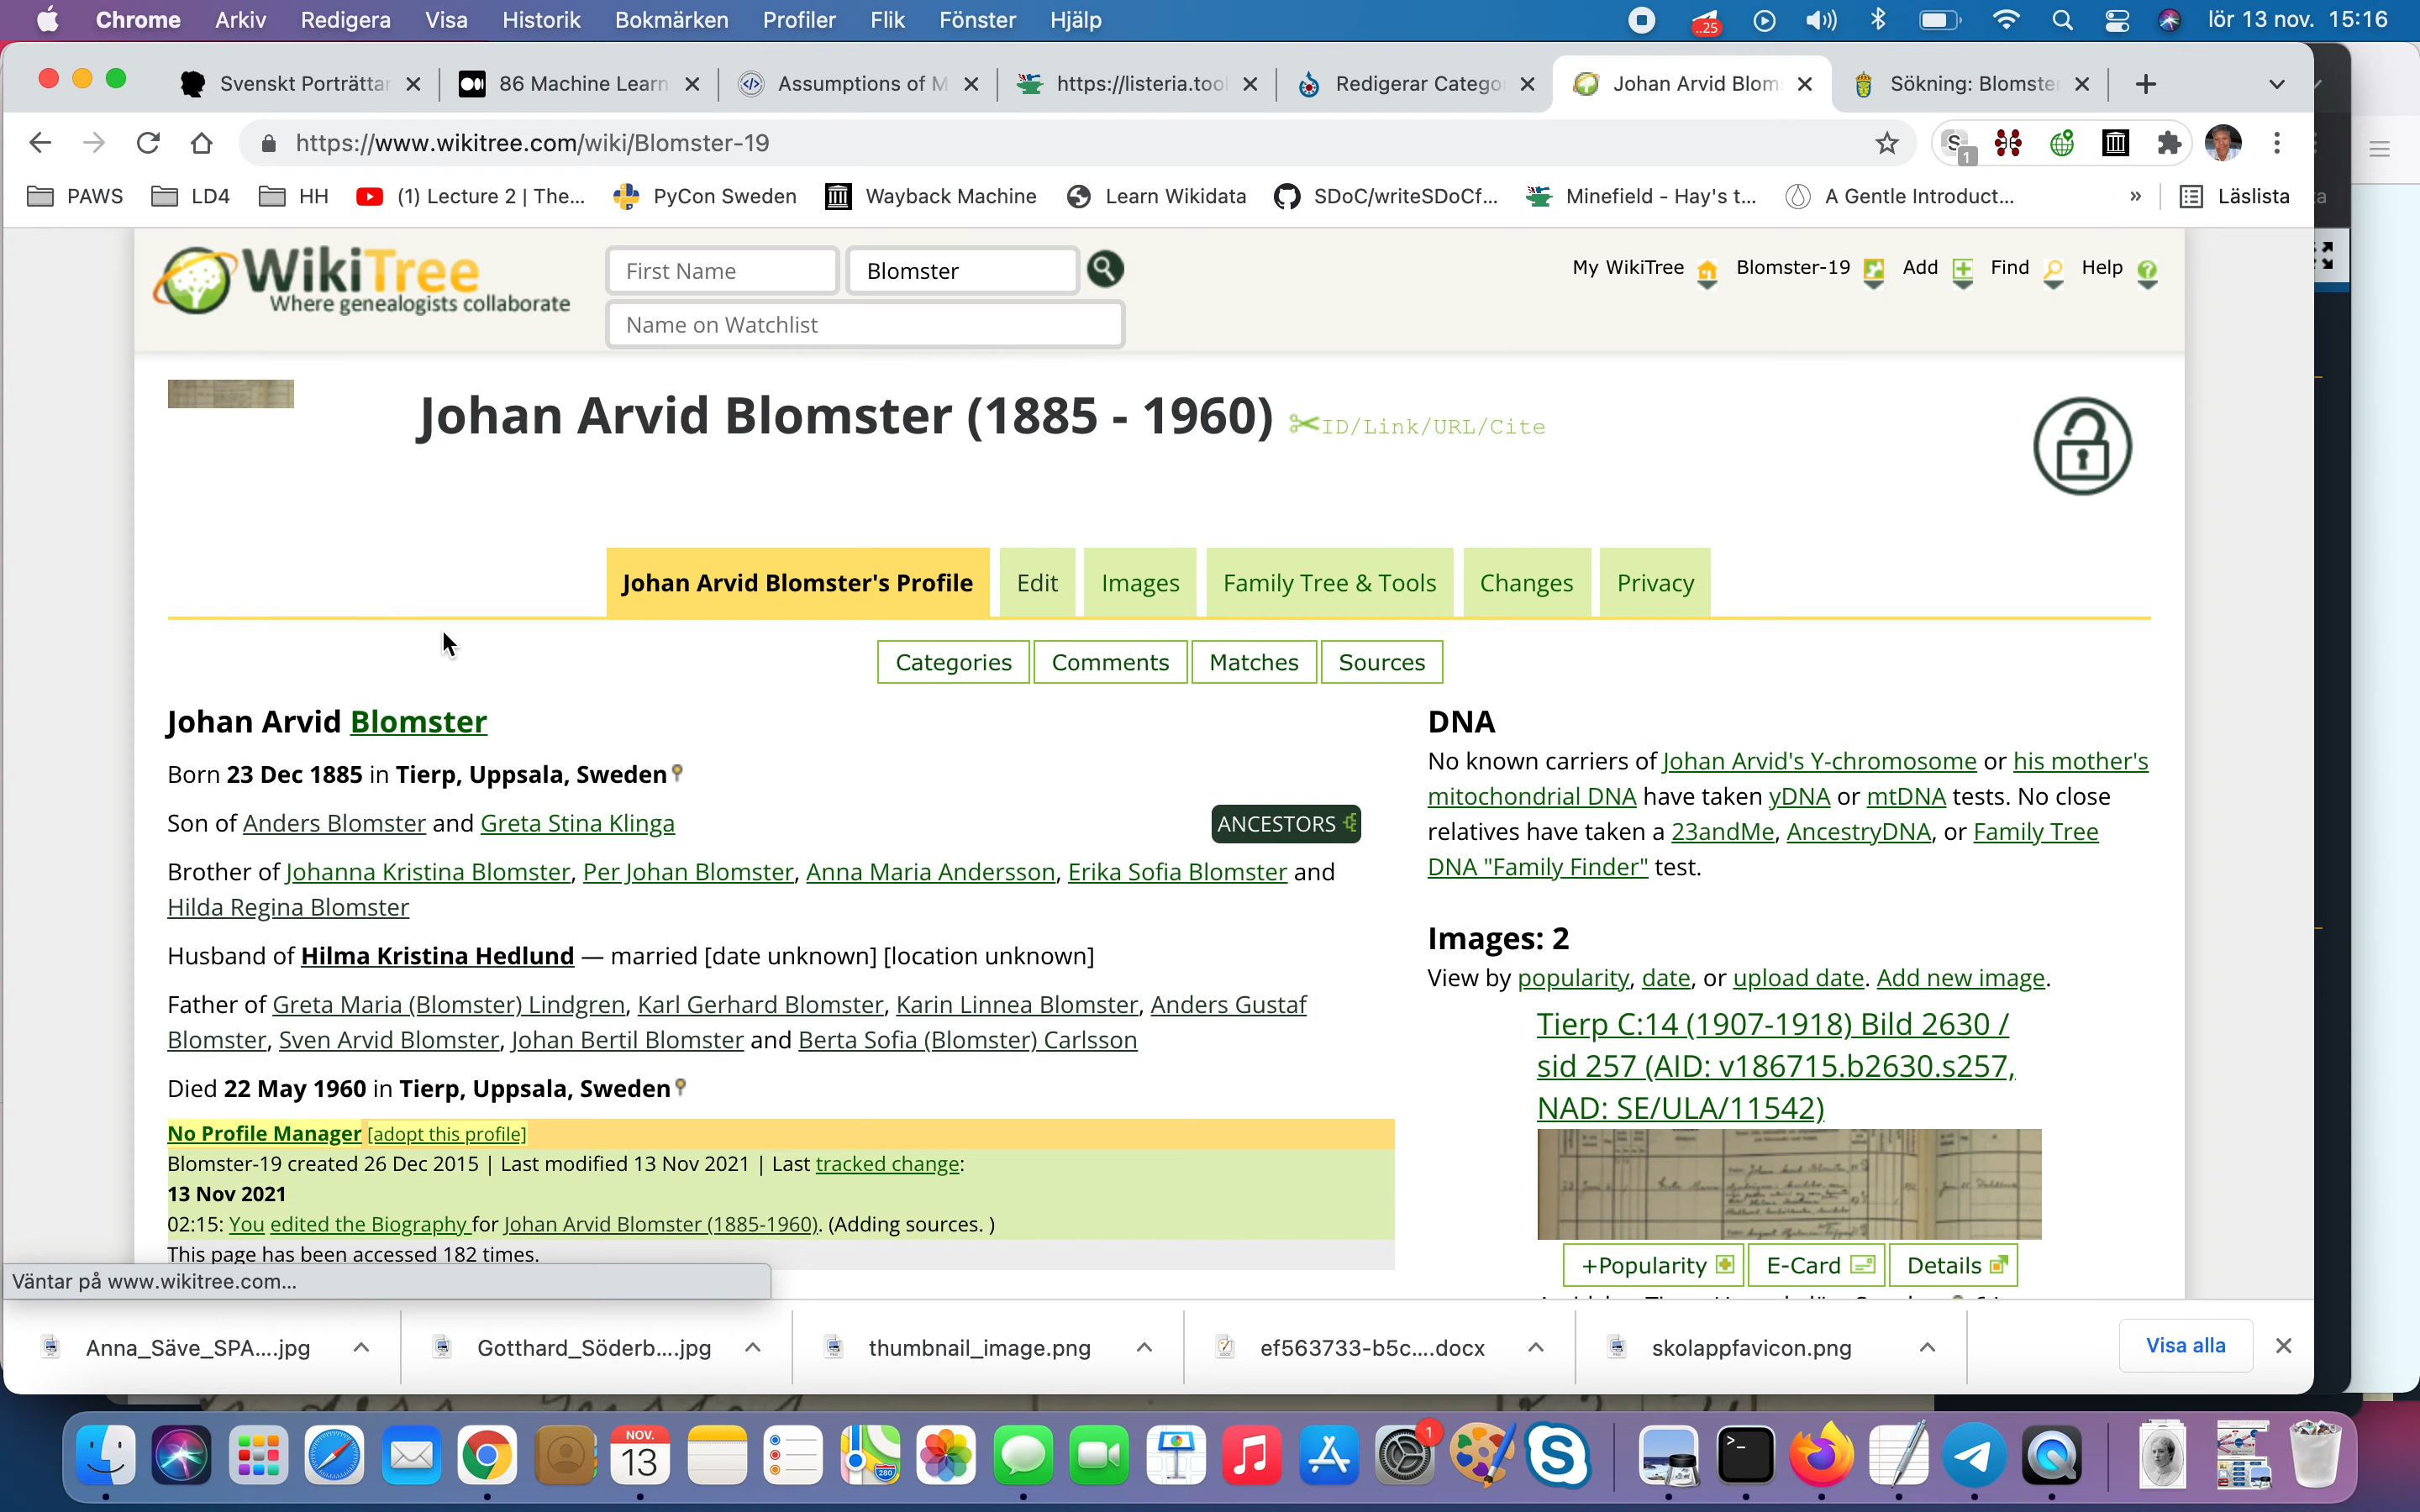 Chrome Arkiv Redigera Visa Historik Bokmärken Profiler Flik Fönster Hjälp ..25 lör 13 nov. 15:16
Svenskt Porträttar 86 Machine Learn Assumptions of M https://listeria.tool Redigerar Catego Johan Arvid Blom Sökning: Blomste
https://www.wikitree.com/wiki/Blomster-19
S 1
PAWS LD4 HH (1) Lecture 2 | The... PyCon Sweden Wayback Machine Learn Wikidata SDoC/writeSDoCf... Minefield - Hay's t... A Gentle Introduct... » Läslista
WikiTree
Where genealogists collaborate
First Name Blomster
Name on Watchlist
My WikiTree Blomster-19 Add Find Help
Johan Arvid Blomster (1885 - 1960) ID/Link/URL/Cite
Johan Arvid Blomster's Profile Edit Images Family Tree & Tools Changes Privacy
Categories Comments Matches Sources
Johan Arvid Blomster
Born 23 Dec 1885 in Tierp, Uppsala, Sweden
Son of Anders Blomster and Greta Stina Klinga
ANCESTORS
Brother of Johanna Kristina Blomster, Per Johan Blomster, Anna Maria Andersson, Erika Sofia Blomster and
Hilda Regina Blomster
Husband of Hilma Kristina Hedlund — married [date unknown] [location unknown]
Father of Greta Maria (Blomster) Lindgren, Karl Gerhard Blomster, Karin Linnea Blomster, Anders Gustaf
Blomster, Sven Arvid Blomster, Johan Bertil Blomster and Berta Sofia (Blomster) Carlsson
Died 22 May 1960 in Tierp, Uppsala, Sweden
No Profile Manager [adopt this profile]
Blomster-19 created 26 Dec 2015 | Last modified 13 Nov 2021 | Last tracked change:
13 Nov 2021
02:15: You edited the Biography for Johan Arvid Blomster (1885-1960). (Adding sources. )
This page has been accessed 182 times.
DNA
No known carriers of Johan Arvid's Y-chromosome or his mother's
mitochondrial DNA have taken yDNA or mtDNA tests. No close
relatives have taken a 23andMe, AncestryDNA, or Family Tree
DNA "Family Finder" test.
Images: 2
View by popularity, date, or upload date. Add new image.
Tierp C:14 (1907-1918) Bild 2630 /
sid 257 (AID: v186715.b2630.s257,
NAD: SE/ULA/11542)
+Popularity E-Card Details
Väntar på www.wikitree.com...
Anna_Säve_SPA....jpg Gotthard_Söderb....jpg thumbnail_image.png ef563733-b5c....docx skolappfavicon.png Visa alla
NOV.
13
280
1